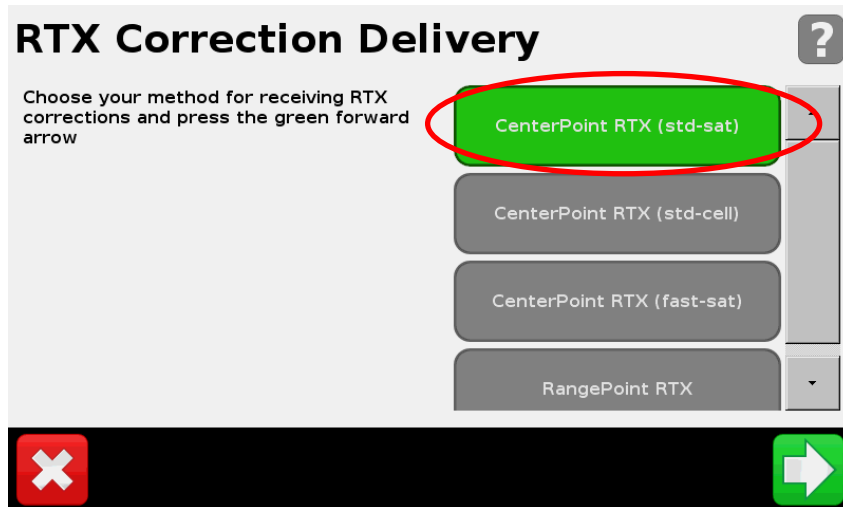 RTX Correction Delivery
?
Choose your method for receiving RTX
corrections and press the green forward
arrow
CenterPoint RTX (std-sat)
CenterPoint RTX (std-cell)
CenterPoint RTX (fast-sat)
RangePoint RTX